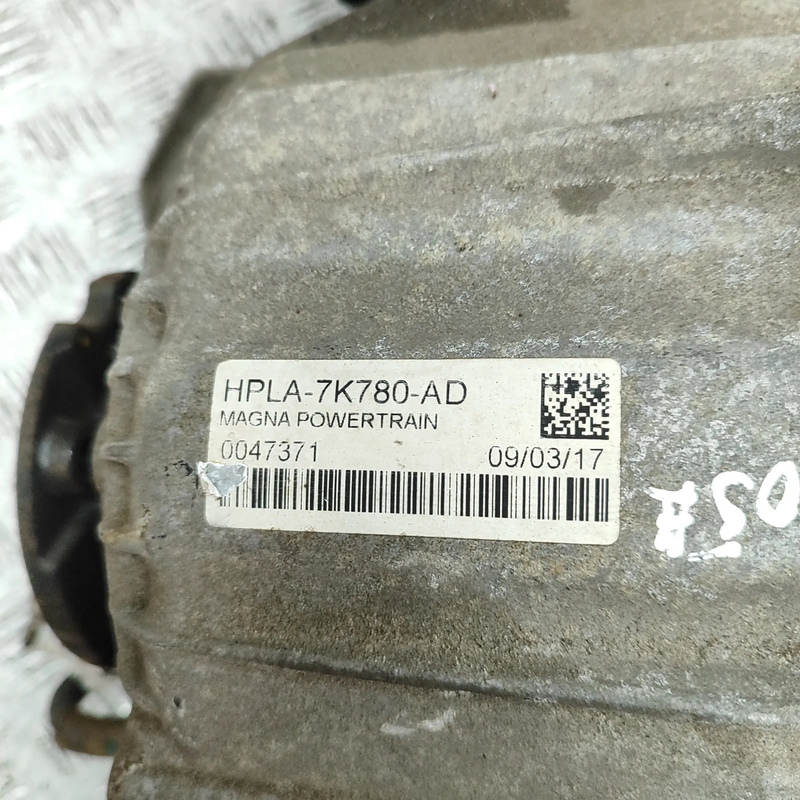 HPLA-7K780-AD
MAGNA POWERTRAIN
0047371 09/03/17